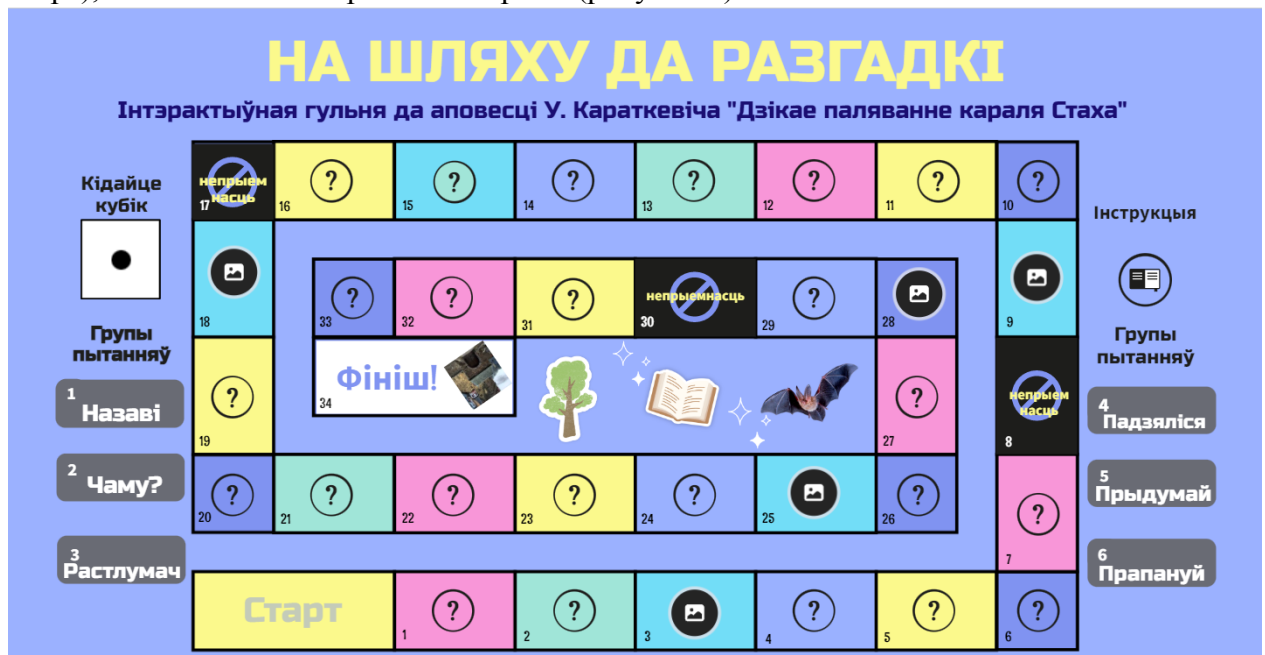 НА ШЛЯХУ ДА РАЗГАДКІ
Інтэрактыўная гульня да аповесці У. Караткевіча "Дзікае паляванне караля Стаха"
Кідайце
кубік
Групы
пытанняў
1 Назаві
2 Чаму?
3 Растлумач
непрыем
насць
17
? 16
? 15
? 14
? 13
? 12
? 11
? 10
18
9
? 33
? 32
? 31
непрыемнасць
30
? 29
28
? 19
Фініш!
34
? 27
непрыем
насць
8
? 20
? 21
? 22
? 23
? 24
25
? 26
? 7
Старт
? 1
? 2
3
? 4
? 5
? 6
Інструкцыя
Групы
пытанняў
4 Падзяліся
5 Прыдумай
6 Прапануй